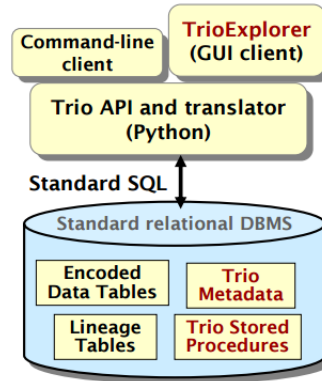 Command-line
client
TrioExplorer
(GUI client)
Trio API and translator
(Python)
Standard SQL
Standard relational DBMS
Encoded
Data Tables
Trio
Metadata
Lineage
Tables
Trio Stored
Procedures